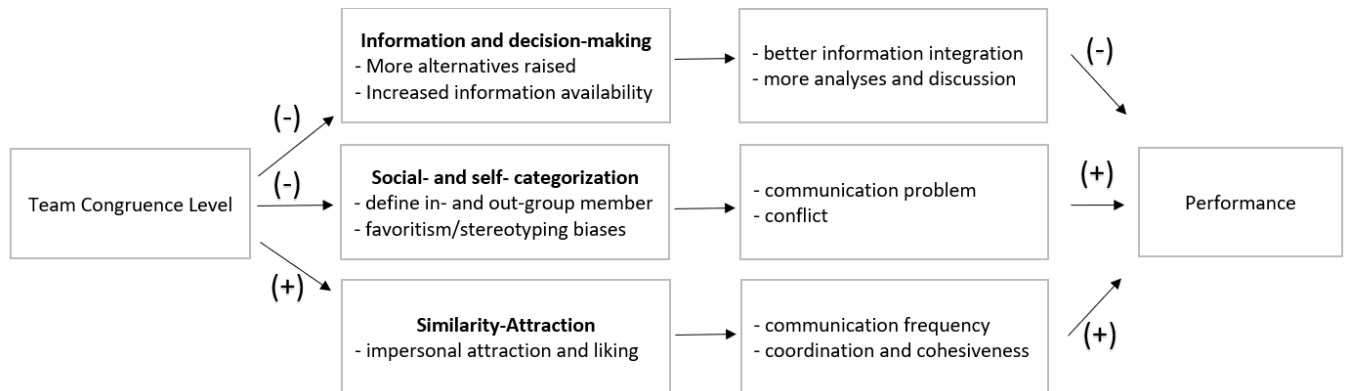 Information and decision-making
- More alternatives raised
- Increased information availability
- better information integration
- more analyses and discussion
(-)
(-)
Team Congruence Level
(-)
Social- and self- categorization
- define in- and out-group member
- favoritism/stereotyping biases
- communication problem
- conflict
(+)
Performance
(+)
Similarity-Attraction
- impersonal attraction and liking
- communication frequency
- coordination and cohesiveness
(+)